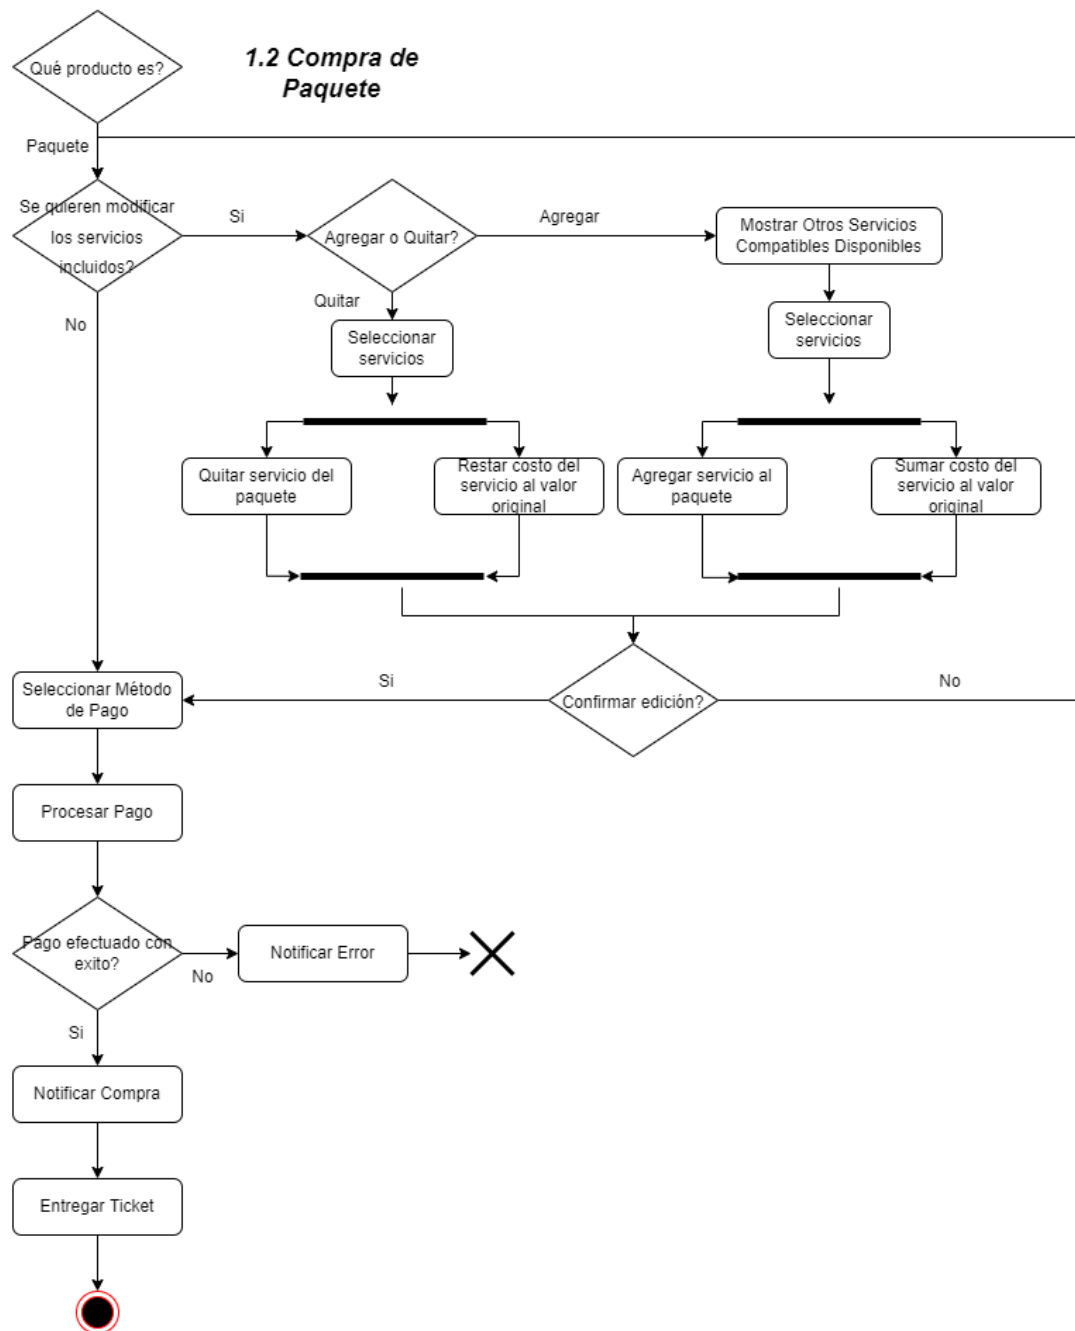 1.2 Compra de
Paquete
Qué producto es?
Paquete
Se quieren modificar
los servicios
incluidos?
Si
Agregar o Quitar?
Agregar
Mostrar Otros Servicios
Compatibles Disponibles
No
Quitar
Seleccionar
servicios
Seleccionar
servicios
Quitar servicio del
paquete
Restar costo del
servicio al valor
original
Agregar servicio al
paquete
Sumar costo del
servicio al valor
original
Seleccionar Método
de Pago
Si
Confirmar edición?
No
Procesar Pago
Pago efectuado con
exito?
No
Notificar Error
Si
Notificar Compra
Entregar Ticket